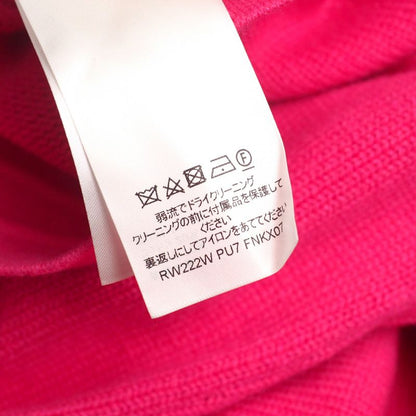 弱流でドライクリーニング
クリーニングの前に付属品を保護して
ください
裏返しにしてアイロンをあててください
RW222W PU7 FNKX07